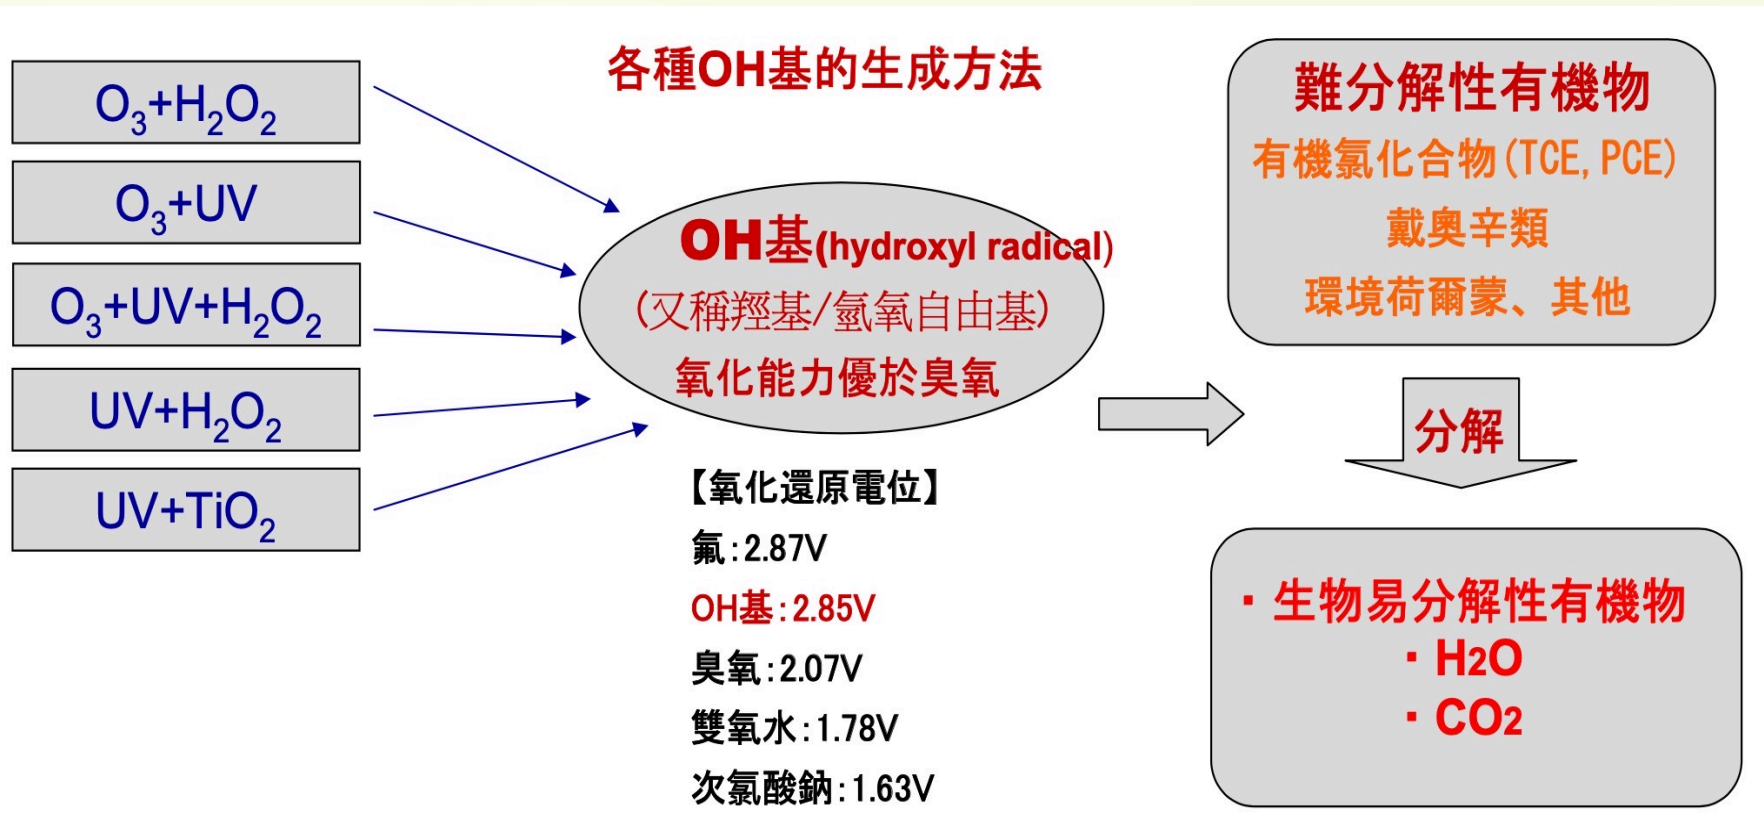 各種OH基的生成方法
O₃+H₂O₂
O₃+UV
O₃+UV+H₂O₂
UV+H₂O₂
UV+TiO₂
OH基(hydroxyl radical)
(又稱羥基/氫氧自由基)
氧化能力優於臭氧
【氧化還原電位】
氟:2.87V
OH基:2.85V
臭氧:2.07V
雙氧水:1.78V
次氯酸鈉:1.63V
難分解性有機物
有機氯化合物(TCE, PCE)
戴奧辛類
環境荷爾蒙、其他
分解
・生物易分解性有機物
・H2O
・CO2